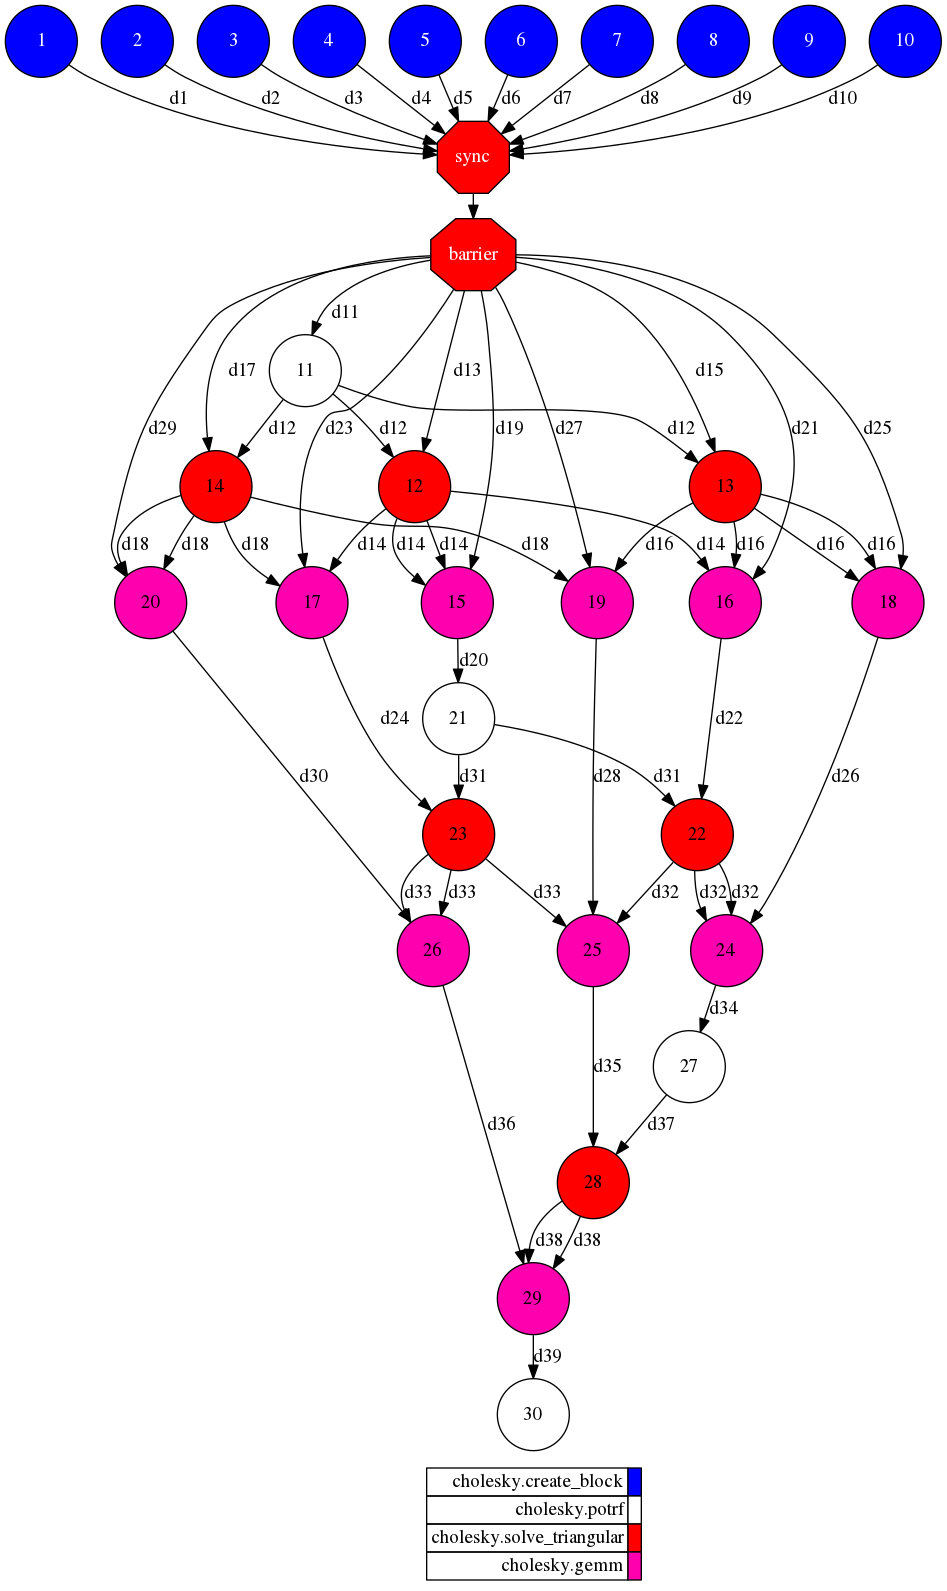 1 2 3 4 5 6 7 8 9 10
d1 d2 d3 d4 d5 d6 d7 d8 d9 d10
sync
barrier
d11
11
d17 d13 d15
d29 d12 d12 d23 d19 d27 d12 d21 d25
14 12 13
d18 d18 d18 d14 d14 d14 d18 d16 d14 d16 d16 d16
20 17 15 19 16 18
d20
21
d24 d22
d30 d31 d28 d31 d26
23 22
d33 d33 d33 d32 d32 d32
26 25 24
d34
27
d35
d36 d37
28
d38 d38
29
d39
30
cholesky.create_block
cholesky.potrf
cholesky.solve_triangular
cholesky.gemm